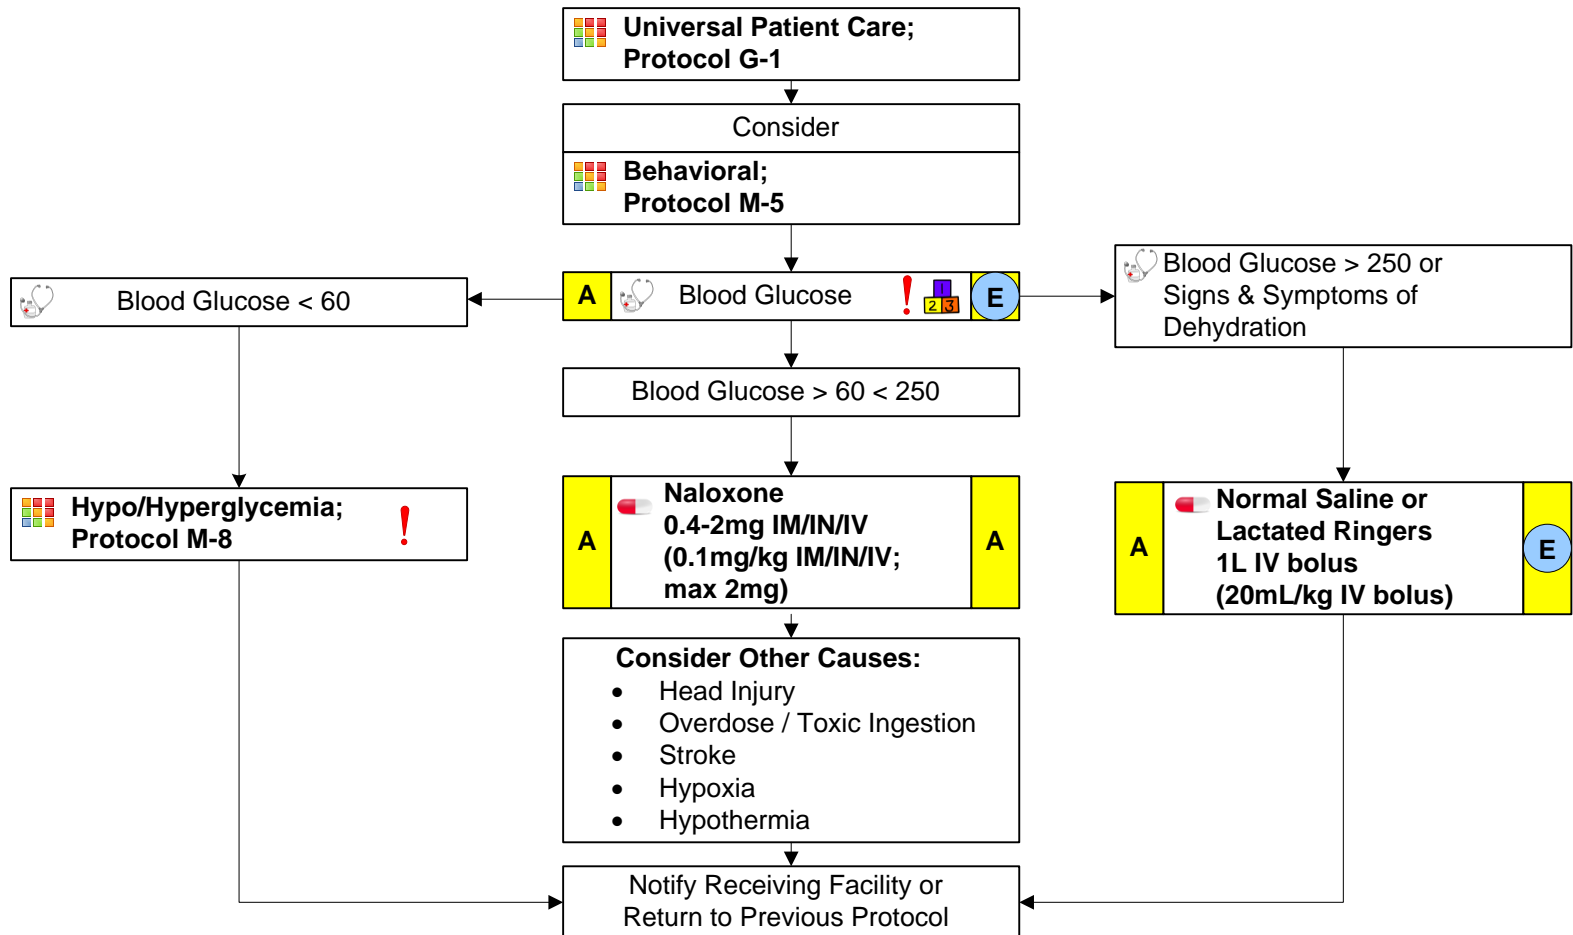 Universal Patient Care;
Protocol G-1
Consider
Behavioral;
Protocol M-5
Blood Glucose < 60
A
Blood Glucose
1
2 3
E
Blood Glucose > 250 or
Signs & Symptoms of
Dehydration
Blood Glucose > 60 < 250
Hypo/Hyperglycemia;
Protocol M-8
A
Naloxone
0.4-2mg IM/IN/IV
(0.1mg/kg IM/IN/IV;
max 2mg)
A
A
Normal Saline or
Lactated Ringers
1L IV bolus
(20mL/kg IV bolus)
E
Consider Other Causes:
• Head Injury
• Overdose / Toxic Ingestion
• Stroke
• Hypoxia
• Hypothermia
Notify Receiving Facility or
Return to Previous Protocol